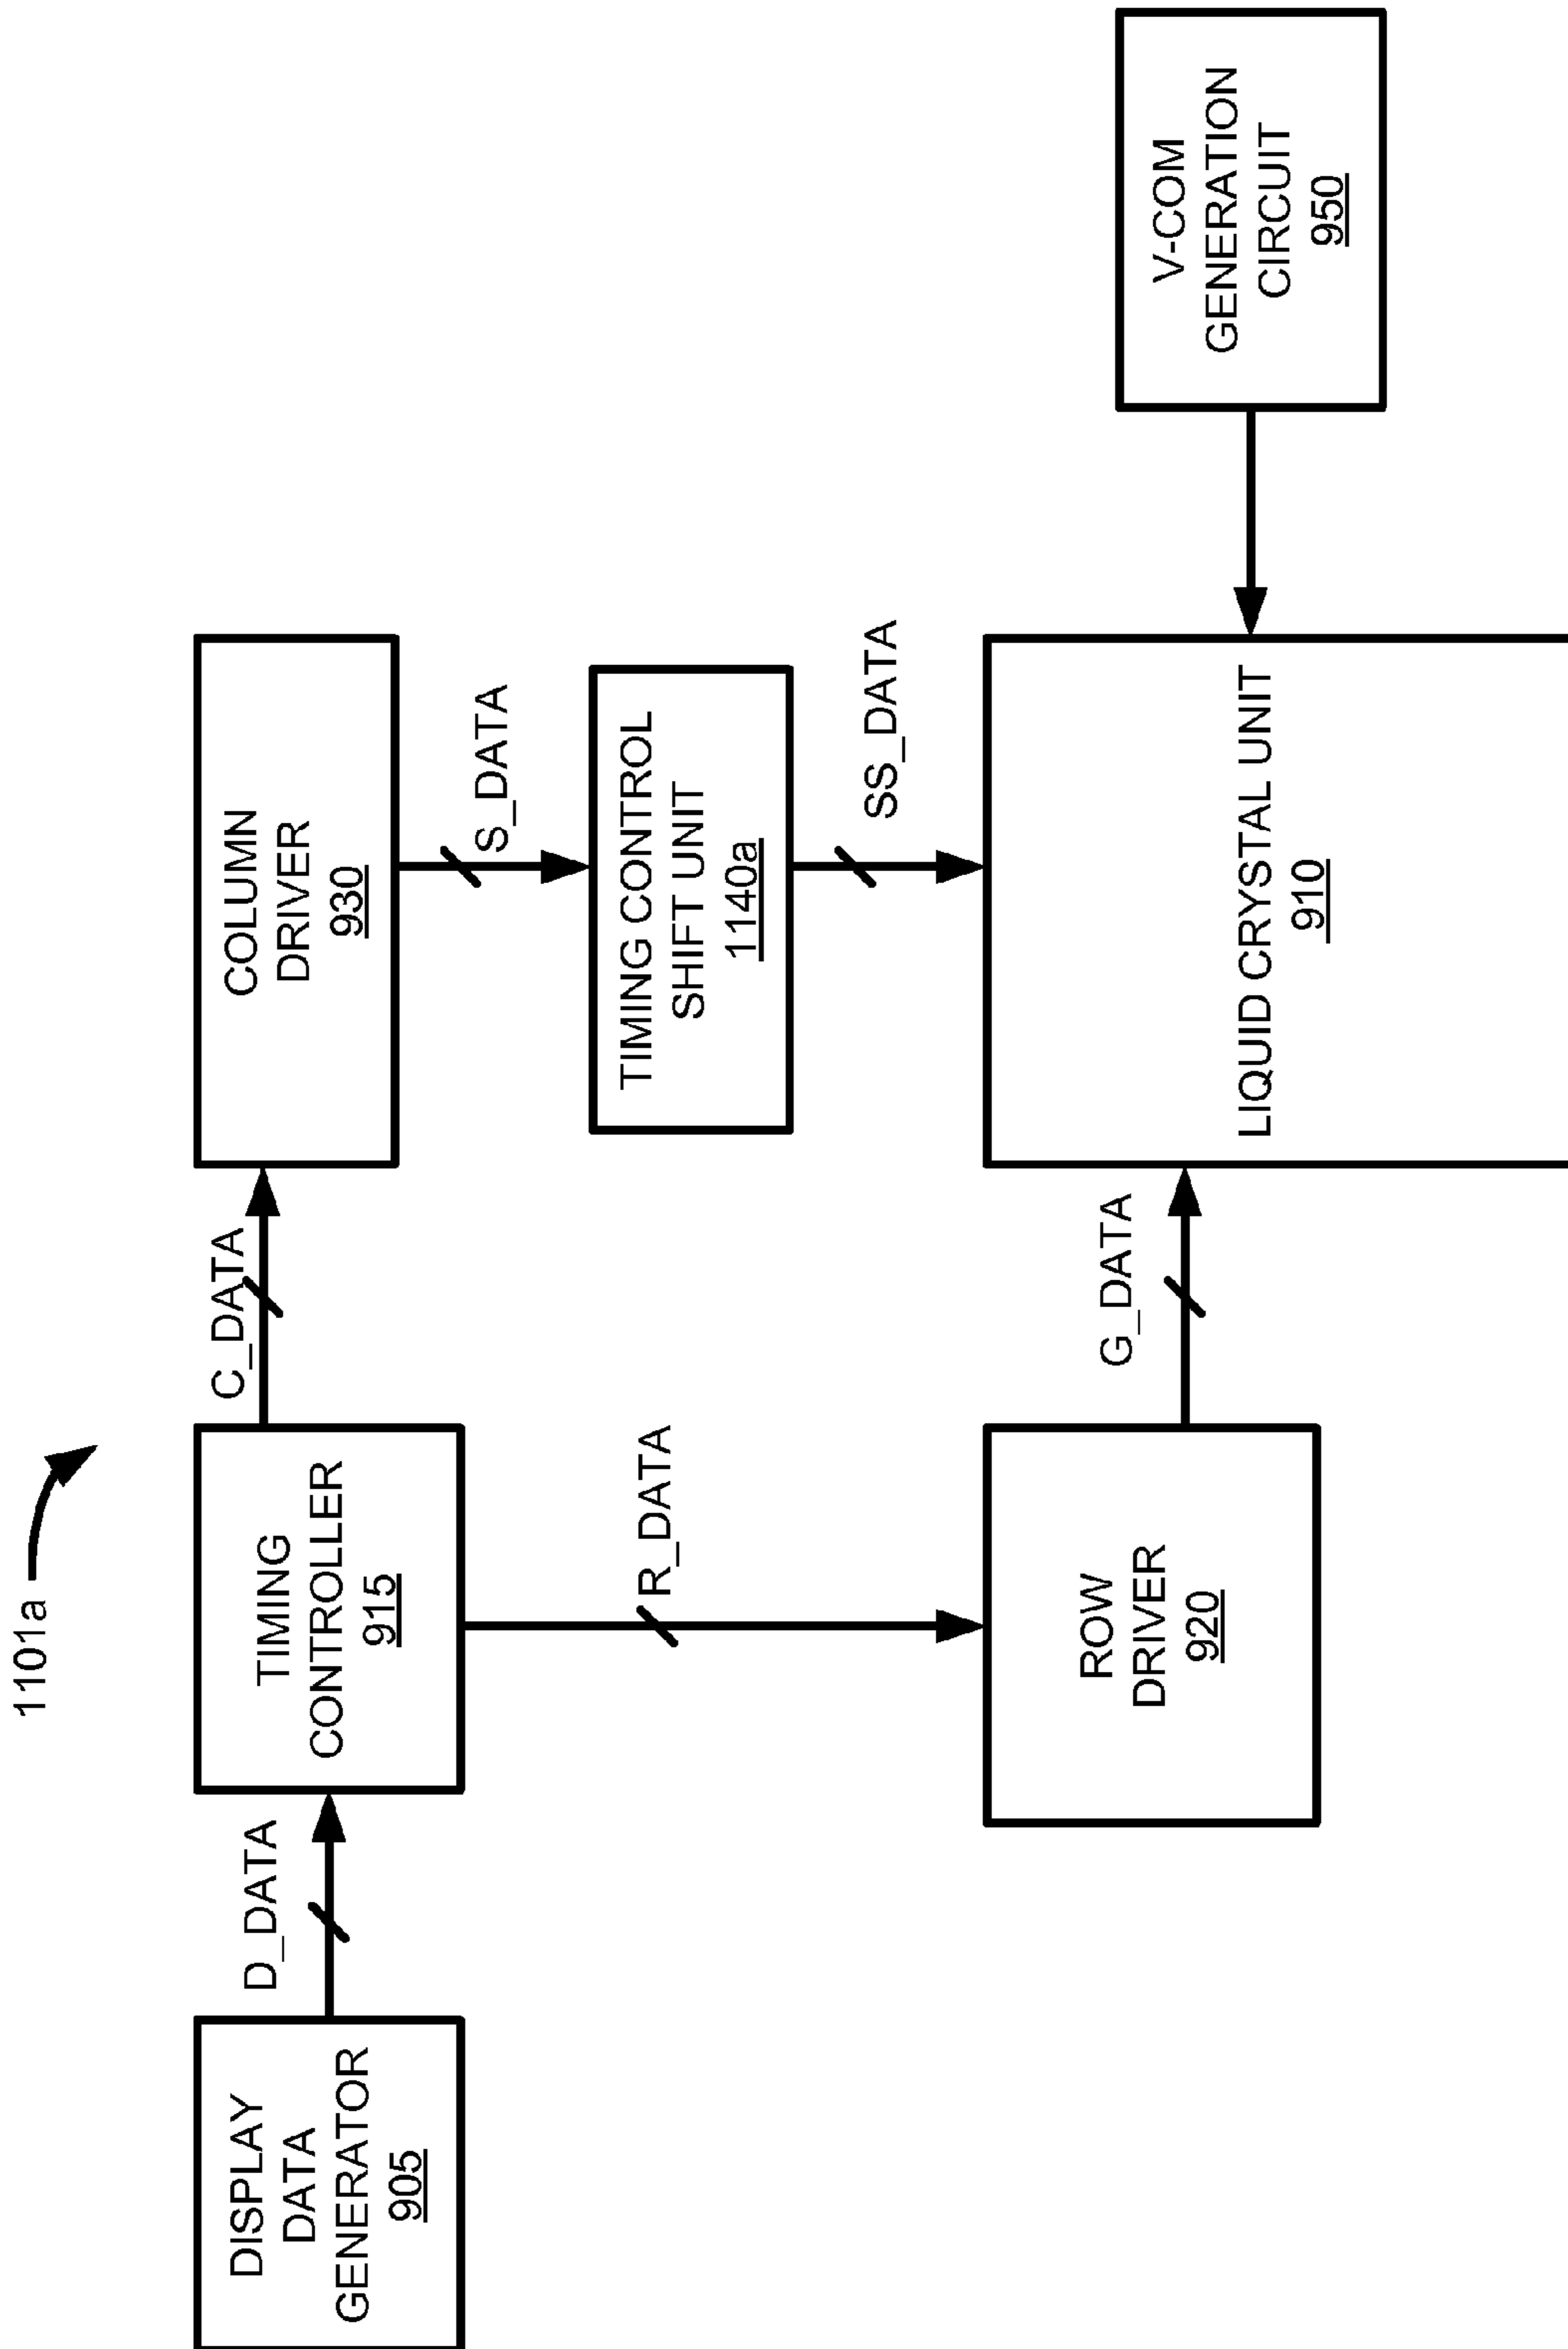 1101a
DISPLAY
DATA
GENERATOR
905
D_DATA
TIMING
CONTROLLER
915
C_DATA
COLUMN
DRIVER
930
S_DATA
R_DATA
TIMING CONTROL
SHIFT UNIT
1140a
SS_DATA
ROW
DRIVER
920
G_DATA
LIQUID CRYSTAL UNIT
910
V-COM
GENERATION
CIRCUIT
950